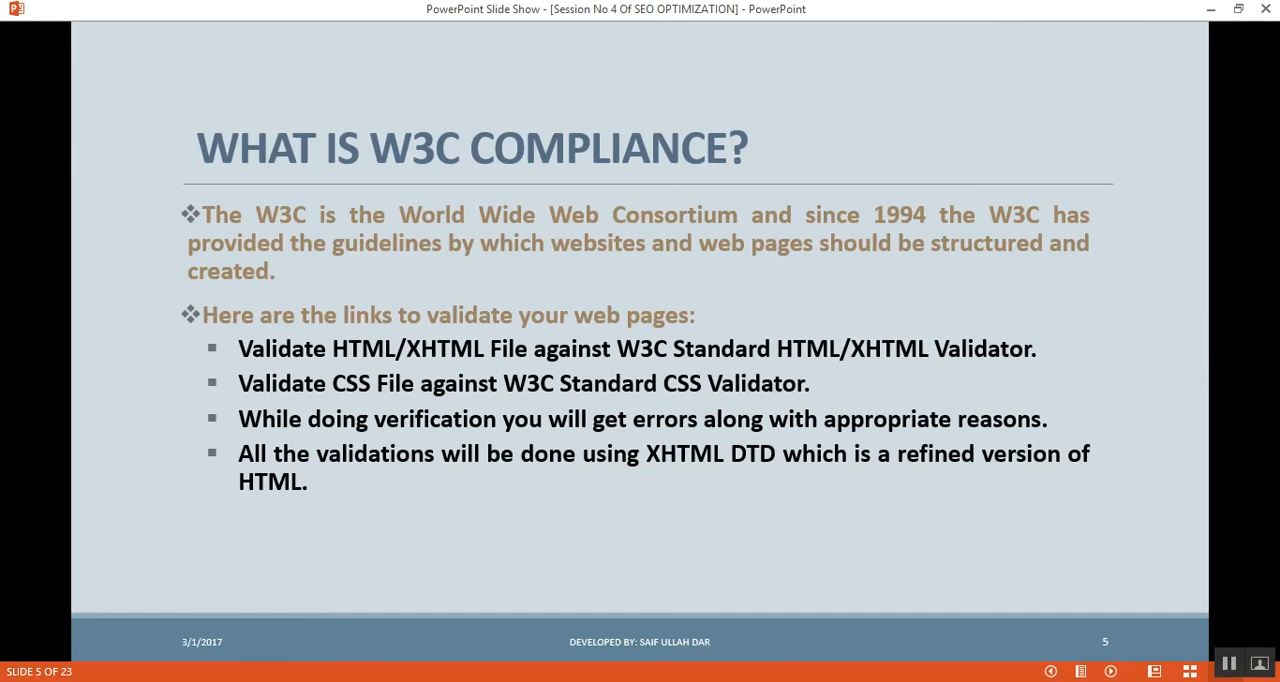 PowerPoint Slide Show - [Session No 4 Of SEO OPTIMIZATION] - PowerPoint
WHAT IS W3C COMPLIANCE?
❖The W3C is the World Wide Web Consortium and since 1994 the W3C has
provided the guidelines by which websites and web pages should be structured and
created.
❖Here are the links to validate your web pages:
▪ Validate HTML/XHTML File against W3C Standard HTML/XHTML Validator.
▪ Validate CSS File against W3C Standard CSS Validator.
▪ While doing verification you will get errors along with appropriate reasons.
▪ All the validations will be done using XHTML DTD which is a refined version of
HTML.
3/1/2017 DEVELOPED BY: SAIF ULLAH DAR 5
SLIDE 5 OF 23